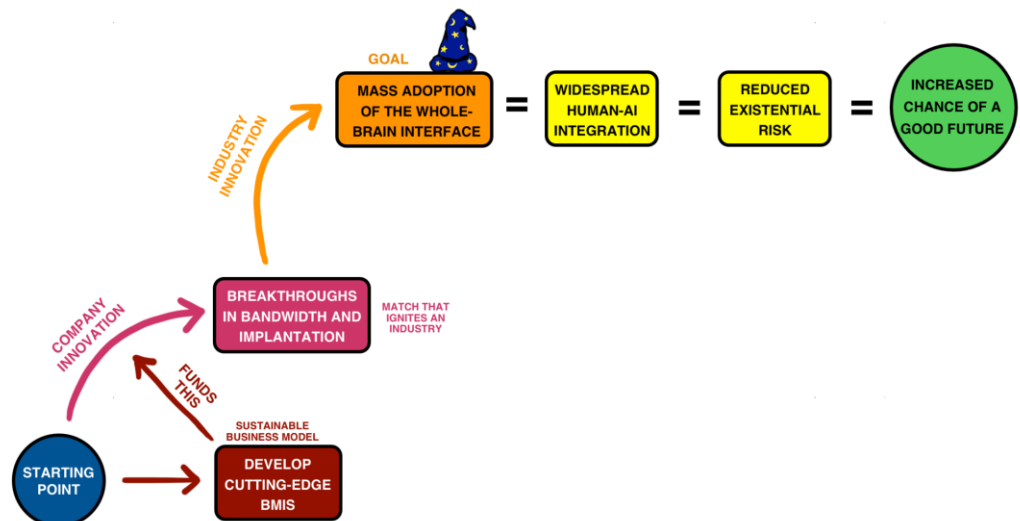 GOAL
MASS ADOPTION
OF THE WHOLE-
BRAIN INTERFACE
=
WIDESPREAD
HUMAN-AI
INTEGRATION
=
REDUCED
EXISTENTIAL
RISK
=
INCREASED
CHANCE OF A
GOOD FUTURE
INDUSTRY
INNOVATION
BREAKTHROUGHS
IN BANDWIDTH AND
IMPLANTATION
MATCH THAT
IGNITES AN
INDUSTRY
COMPANY
INNOVATION
FUNDS
THIS
SUSTAINABLE
BUSINESS MODEL
STARTING
POINT
DEVELOP
CUTTING-EDGE
BMIS